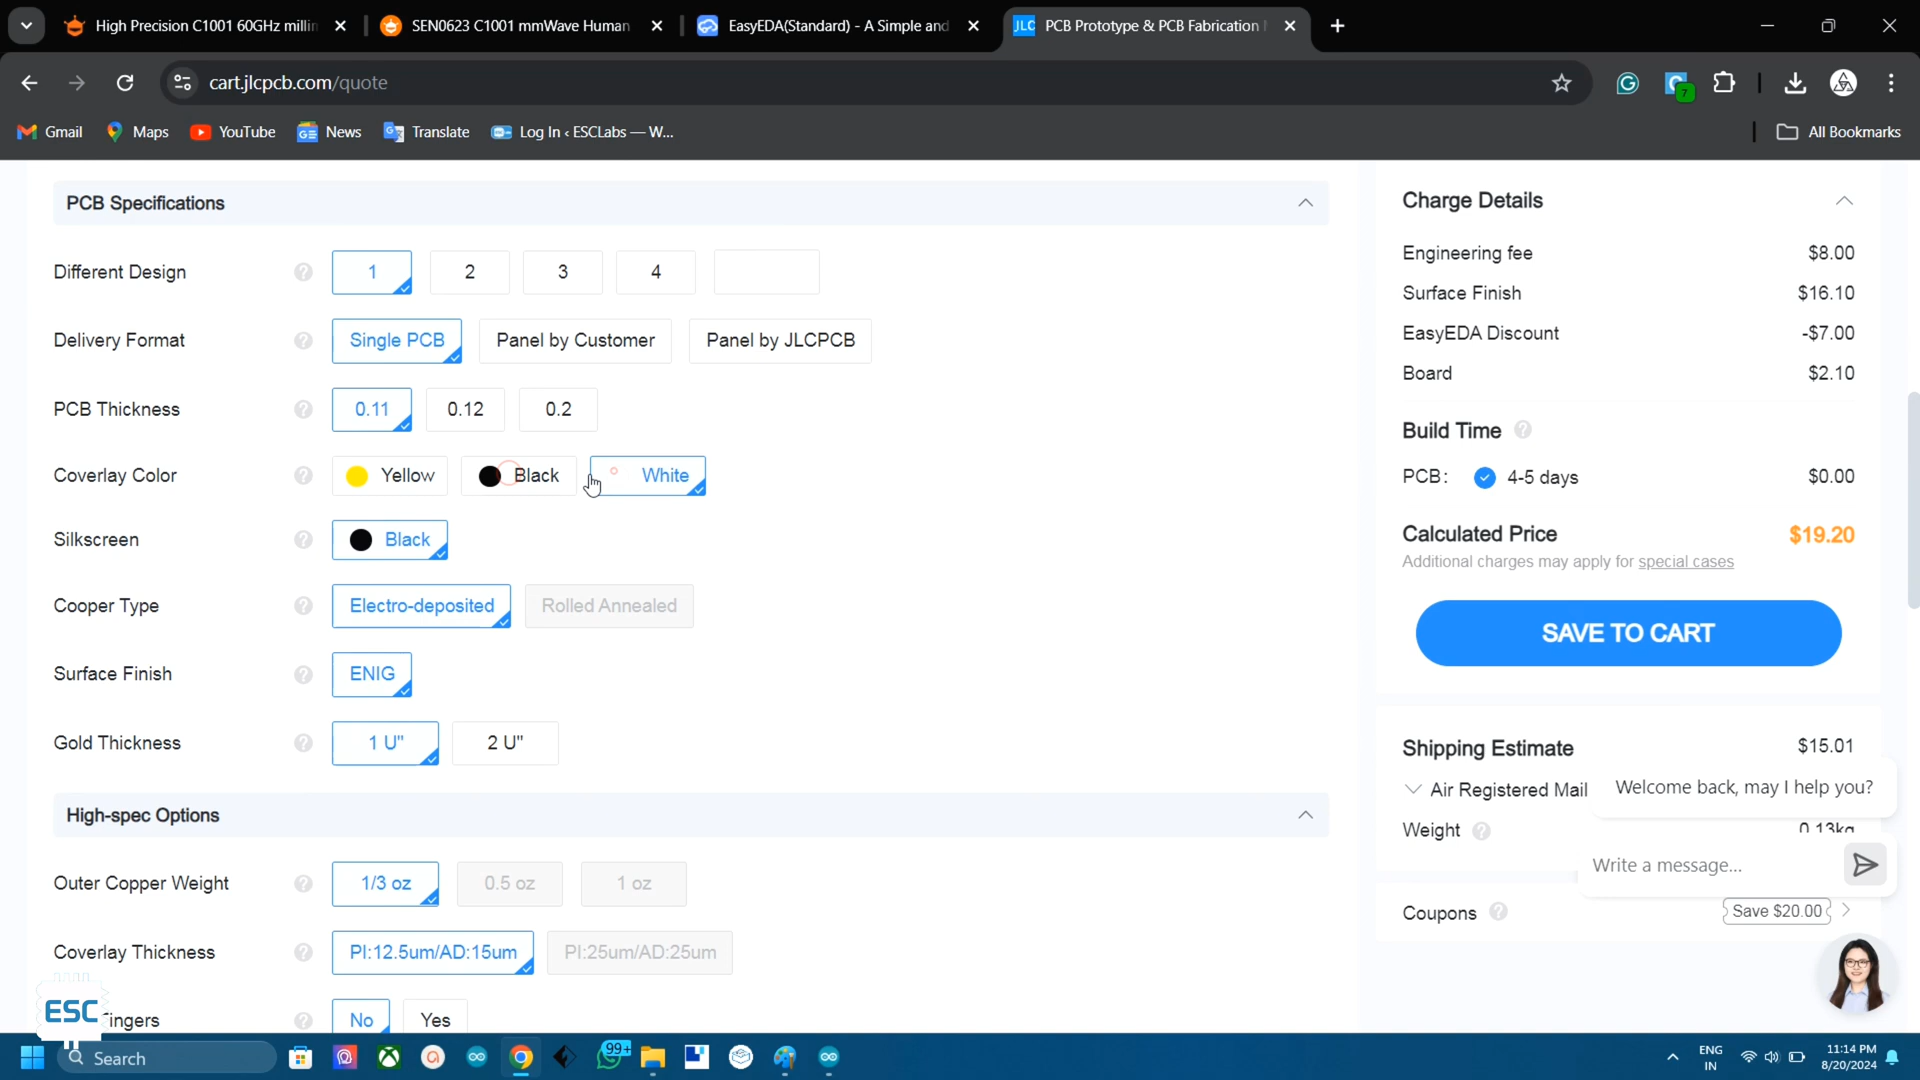 High Precision C1001 60GHz millin
SEN0623 C1001 mmWave Human
EasyEDA(Standard) - A Simple and
JLC PCB Prototype & PCB Fabrication
cart.jlcpcb.com/quote
7
Gmail
Maps
YouTube
News
Translate
Log In ‹ ESCLabs — W...
All Bookmarks
PCB Specifications
Different Design ? 1 2 3 4
Delivery Format ? Single PCB Panel by Customer Panel by JLCPCB
PCB Thickness ? 0.11 0.12 0.2
Coverlay Color ? Yellow Black White
Silkscreen ? Black
Cooper Type ? Electro-deposited Rolled Annealed
Surface Finish ? ENIG
Gold Thickness ? 1 U" 2 U"
High-spec Options
Outer Copper Weight ? 1/3 oz 0.5 oz 1 oz
Coverlay Thickness ? PI:12.5um/AD:15um PI:25um/AD:25um
ingers ? No Yes
ESC
Charge Details
Engineering fee $8.00
Surface Finish $16.10
EasyEDA Discount -$7.00
Board $2.10
Build Time ?
PCB: 4-5 days $0.00
Calculated Price $19.20
Additional charges may apply for special cases
SAVE TO CART
Shipping Estimate $15.01
Air Registered Mail
Welcome back, may I help you?
Weight ? 0.13kg
Write a message...
Coupons ? Save $20.00
Search
99+
ENG
IN
11:14 PM
8/20/2024